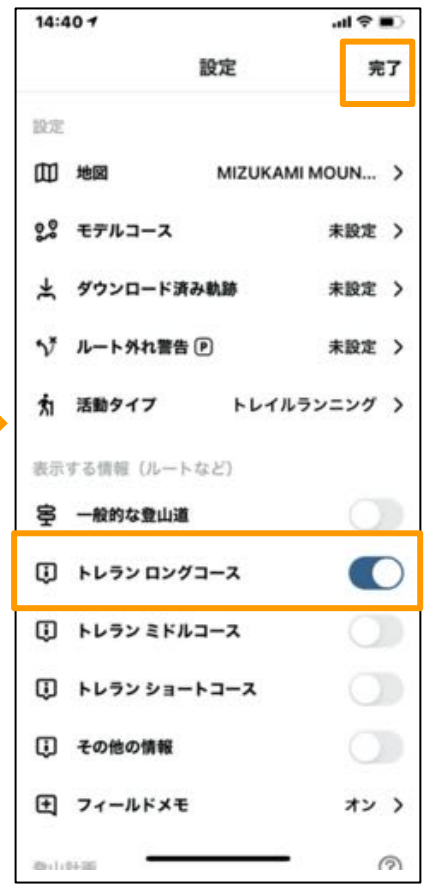 14:40
設定 完了
設定
地図 MIZUKAMI MOUN...
モデルコース 未設定
ダウンロード済み軌跡 未設定
ルート外れ警告 P 未設定
活動タイプ トレイルランニング
表示する情報（ルートなど）
一般的な登山道
トレラン ロングコース
トレラン ミドルコース
トレラン ショートコース
その他の情報
フィールドメモ オン